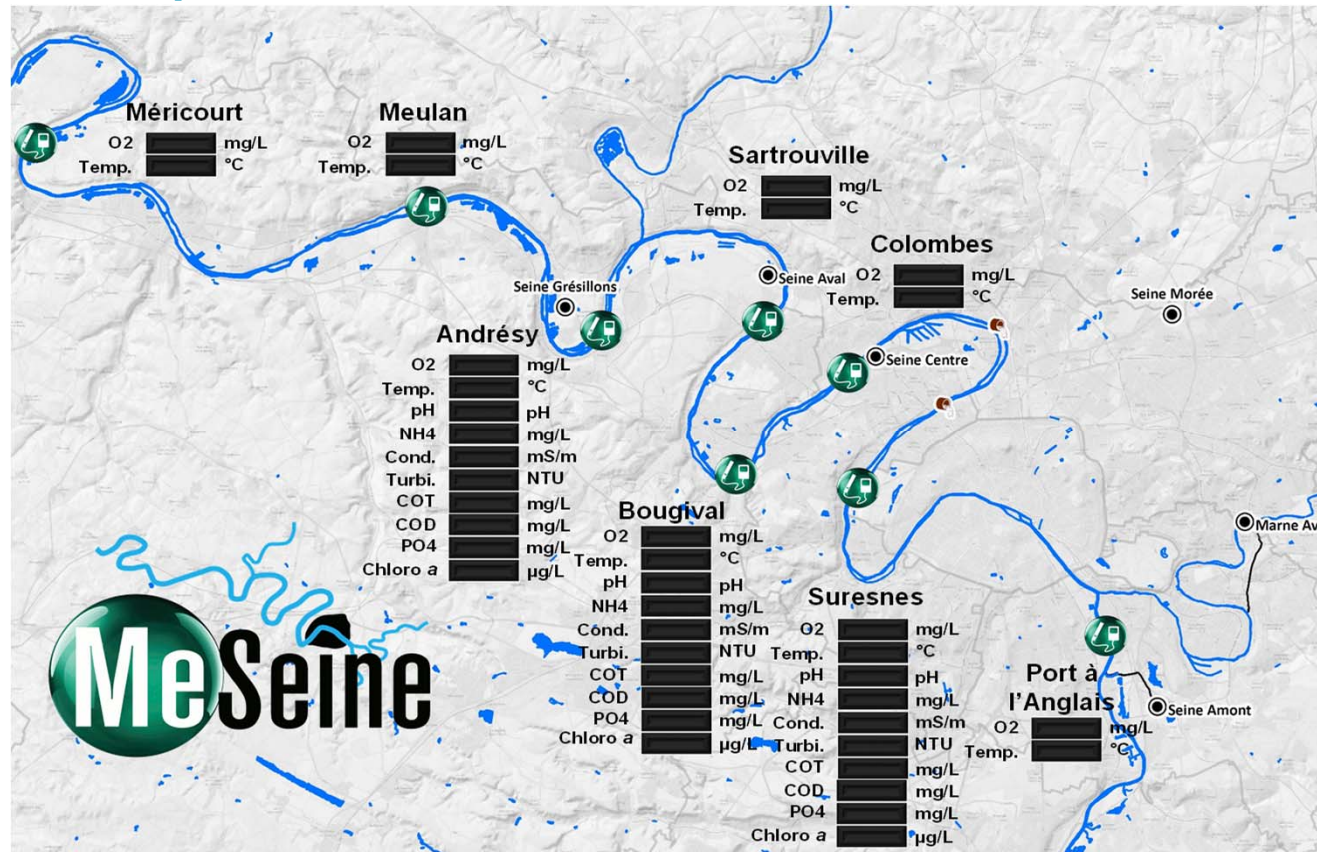 Méricourt
O2 mg/L
Temp. °C
Meulan
O2 mg/L
Temp. °C
Sartrouville
O2 mg/L
Temp. °C
Colombes
O2 mg/L
Temp. °C
Seine Aval
Seine Grésillons
Seine Morée
Seine Centre
Andrésy
O2 mg/L
Temp. °C
pH pH
NH4 mg/L
Cond. mS/m
Turbi. NTU
COT mg/L
COD mg/L
PO4 mg/L
Chloro a µg/L
Bougival
O2 mg/L
Temp. °C
pH pH
NH4 mg/L
Cond. mS/m
Turbi. NTU
COT mg/L
COD mg/L
PO4 mg/L
Chloro a µg/L
Suresnes
O2 mg/L
Temp. °C
pH pH
NH4 mg/L
Cond. mS/m
Turbi. NTU
COT mg/L
COD mg/L
PO4 mg/L
Chloro a µg/L
Marne Av
Port à
l'Anglais
O2 mg/L
Temp. °C
Seine Amont
MeSeine